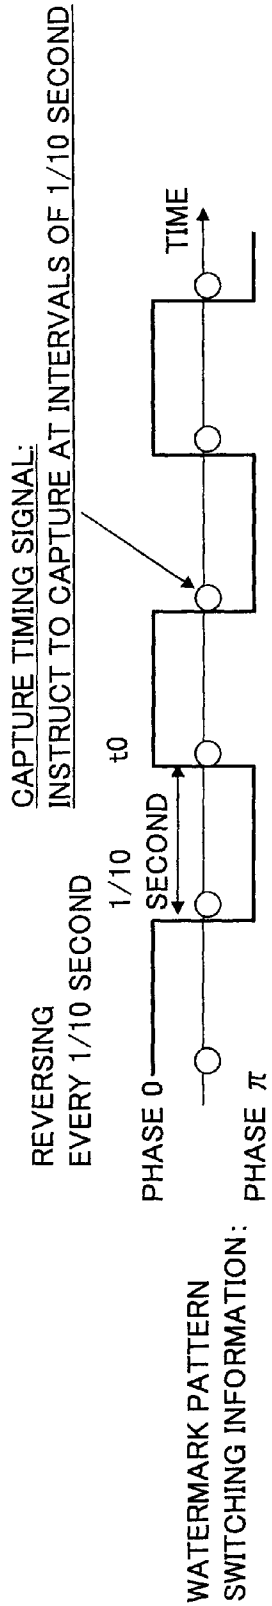 CAPTURE TIMING SIGNAL:
INSTRUCT TO CAPTURE AT INTERVALS OF 1/10 SECOND
REVERSING
EVERY 1/10 SECOND
1/10
SECOND
t0
TIME
PHASE 0
PHASE π
WATERMARK PATTERN
SWITCHING INFORMATION: